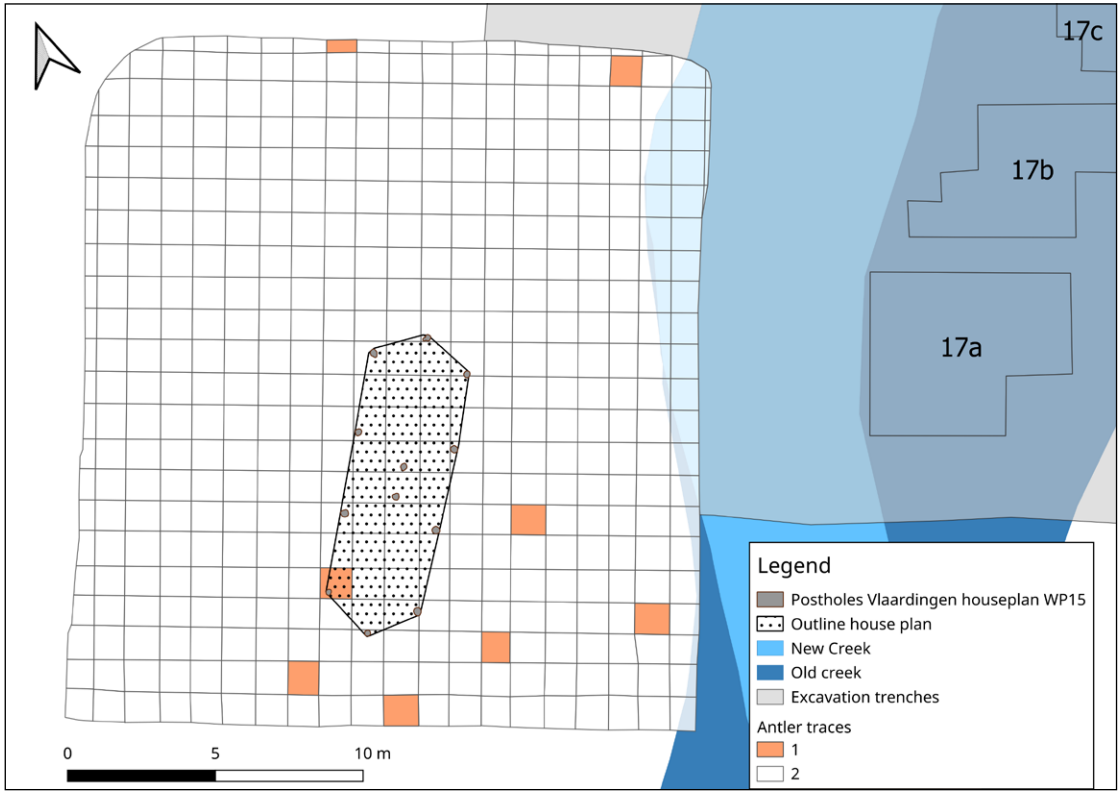 17c
17b
17a
Legend
Postholes Vlaardingen houseplan WP15
Outline house plan
New Creek
Old creek
Excavation trenches
Antler traces
1
2
0 5 10 m